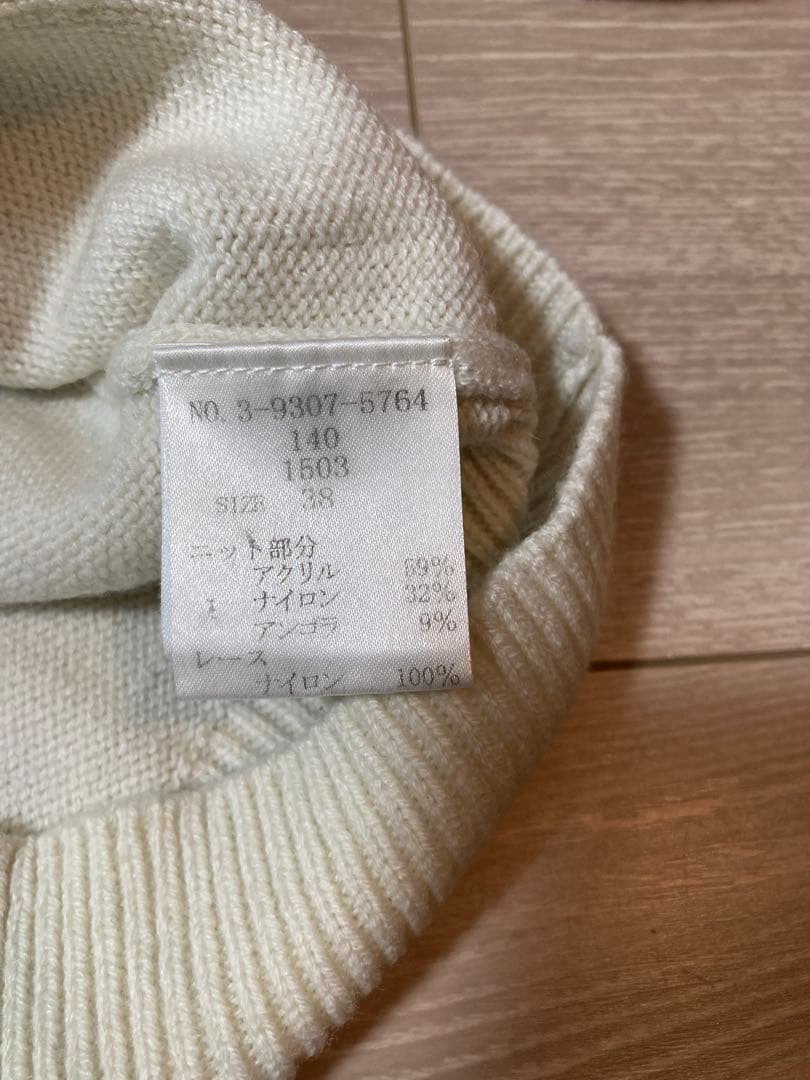 NO. 3-9307-5764
140
1503
SIZE 38
ニット部分
アクリル 59%
ナイロン 32%
アンゴラ 9%
レース
ナイロン 100%